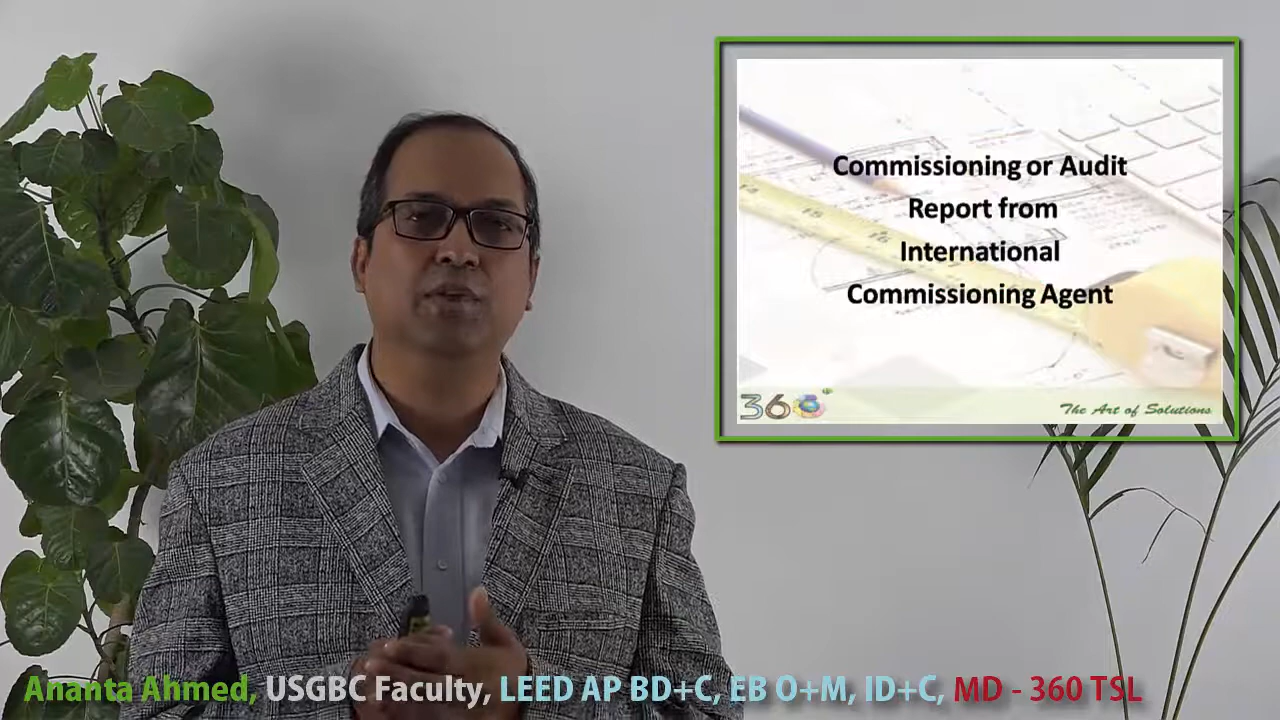 Commissioning or Audit
Report from
International
Commissioning Agent
360
The Art of Solutions
Ananta Ahmed, USGBC Faculty, LEED AP BD+C, EB O+M, ID+C, MD - 360 TSL